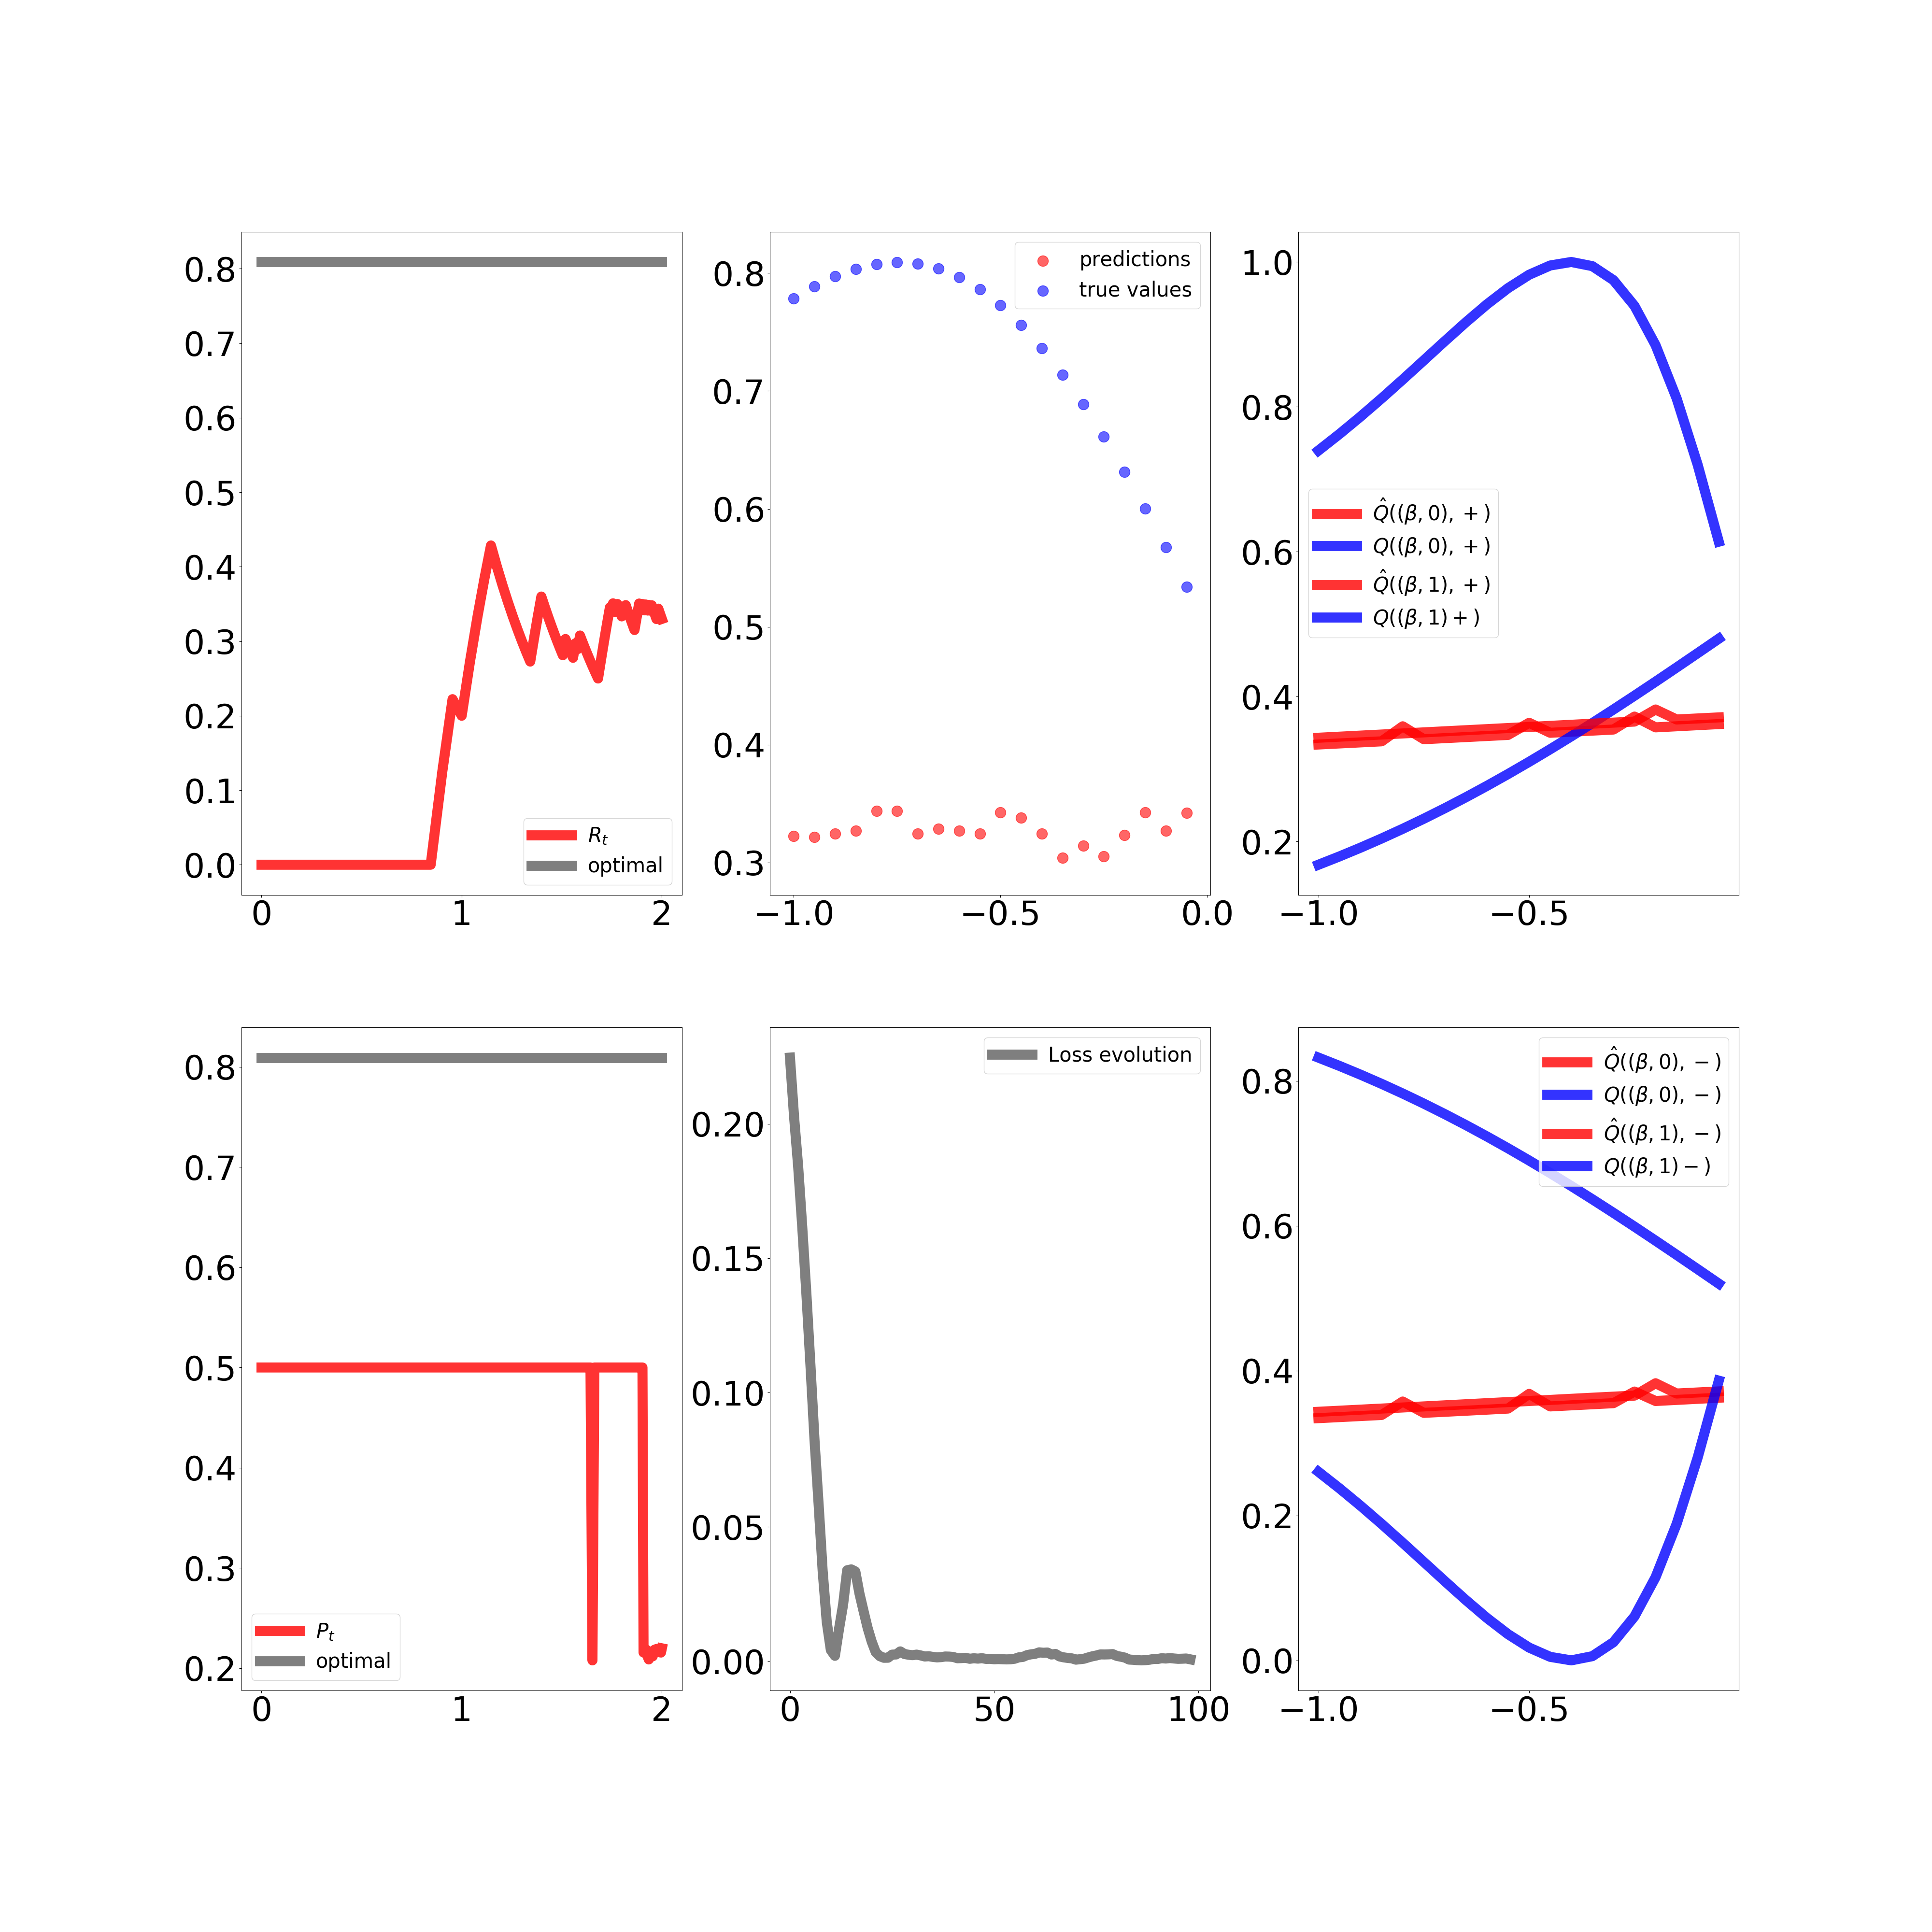 0.8
0.7
0.6
0.5
0.4
0.3
0.2
0.1
0.0
0 1 2
R_t
optimal
0.8
0.7
0.6
0.5
0.4
0.3
−1.0 −0.5 0.0
predictions
true values
1.0
0.8
0.6
0.4
0.2
−1.0 −0.5
Q̂((β, 0), +)
Q((β, 0), +)
Q̂((β, 1), +)
Q((β, 1)+)
0.8
0.7
0.6
0.5
0.4
0.3
0.2
0 1 2
P_t
optimal
0.20
0.15
0.10
0.05
0.00
0 50 100
Loss evolution
0.8
0.6
0.4
0.2
0.0
−1.0 −0.5
Q̂((β, 0), −)
Q((β, 0), −)
Q̂((β, 1), −)
Q((β, 1)−)